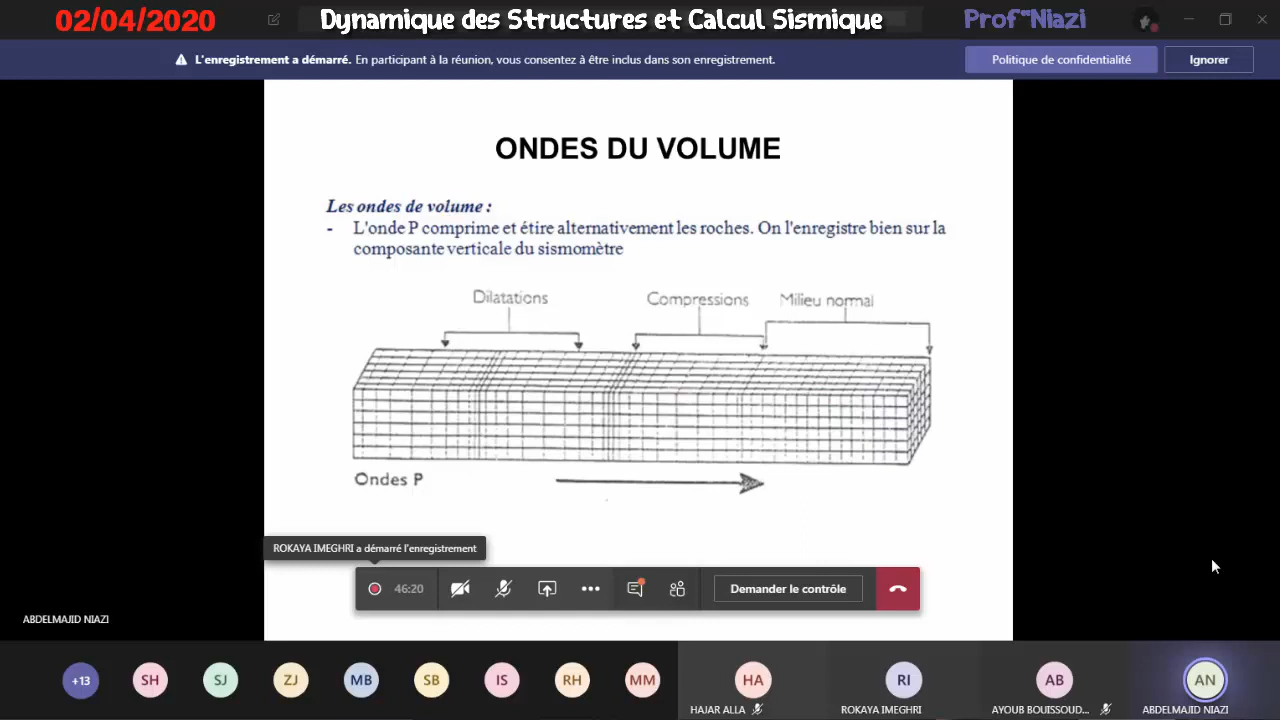 02/04/2020
Dynamique des Structures et Calcul Sismique
Prof Niazi
L'enregistrement a démarré. En participant à la réunion, vous consentez à être inclus dans son enregistrement.
Politique de confidentialité
Ignorer
ONDES DU VOLUME
Les ondes de volume :
- L'onde P comprime et étire alternativement les roches. On l'enregistre bien sur la
composante verticale du sismomètre
Dilatations
Compressions
Milieu normal
Ondes P
ROKAYA IMEGHRI a démarré l'enregistrement
46:20
Demander le contrôle
ABDELMAJID NIAZI
+13
SH
SJ
ZJ
MB
SB
IS
RH
MM
HA
RI
AB
AN
HAJAR ALLA
ROKAYA IMEGHRI
AYOUB BOUISSOUD...
ABDELMAJID NIAZI